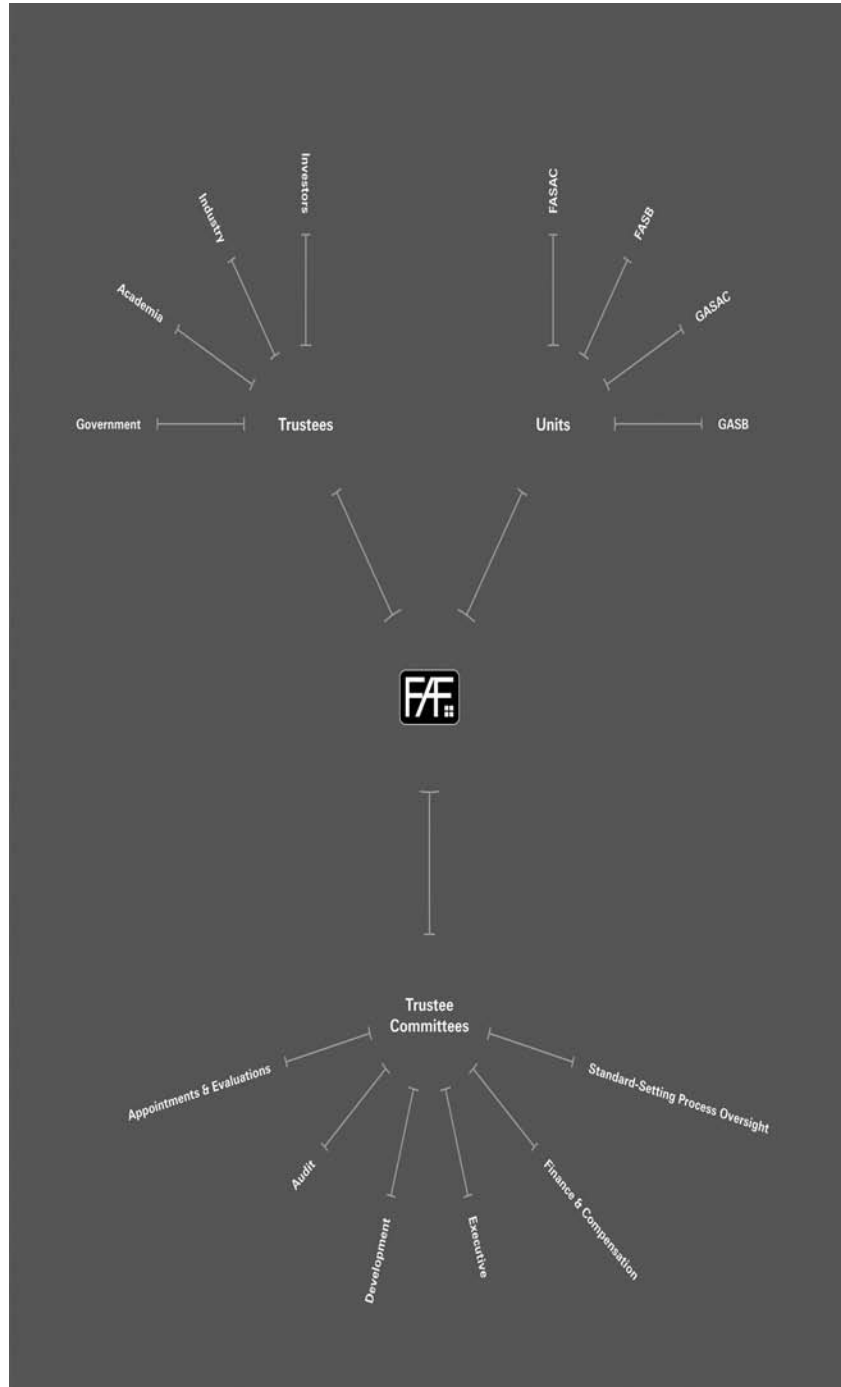 Investors
FASAC
Industry
FASB
Academia
GASAC
Government
Trustees
Units
GASB
FAF
Trustee
Committees
Appointments & Evaluations
Standard-Setting Process Oversight
Audit
Finance & Compensation
Development
Executive